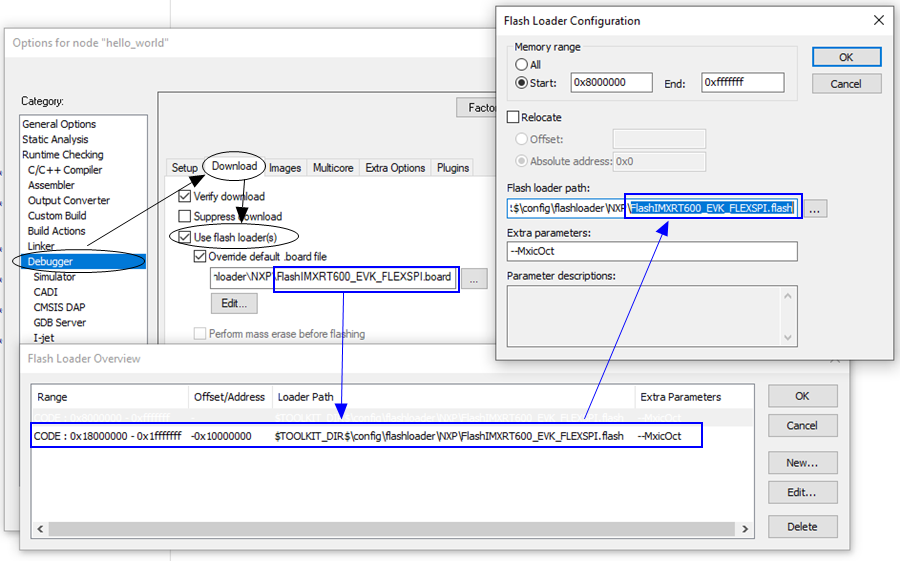 Options for node "hello_world"
Category:
General Options
Static Analysis
Runtime Checking
C/C++ Compiler
Assembler
Output Converter
Custom Build
Build Actions
Linker
Debugger
Simulator
CADI
CMSIS DAP
GDB Server
I-jet
Factor
Setup Download Images Multicore Extra Options Plugins
Verify download
Suppress download
Use flash loader(s)
Override default .board file
loader\NXP\FlashIMXRT600_EVK_FLEXSPI.board ...
Edit...
Perform mass erase before flashing
Flash Loader Configuration
Memory range
All
Start: 0x8000000 End: 0xfffffff
OK
Cancel
Relocate
Offset:
Absolute address: 0x0
Flash loader path:
:$\config\flashloader\NXP\FlashIMXRT600_EVK_FLEXSPI.flash ...
Extra parameters:
--MxicOct
Parameter descriptions:
Flash Loader Overview
Range Offset/Address Loader Path Extra Parameters
CODE : 0x8000000 - 0xfffffff - $TOOLKIT_DIR$\config\flashloader\NXP\FlashIMXRT600_EVK_FLEXSPI.flash --MxicOct
CODE : 0x18000000 - 0x1fffffff -0x10000000 $TOOLKIT_DIR$\config\flashloader\NXP\FlashIMXRT600_EVK_FLEXSPI.flash --MxicOct
OK
Cancel
New...
Edit...
Delete